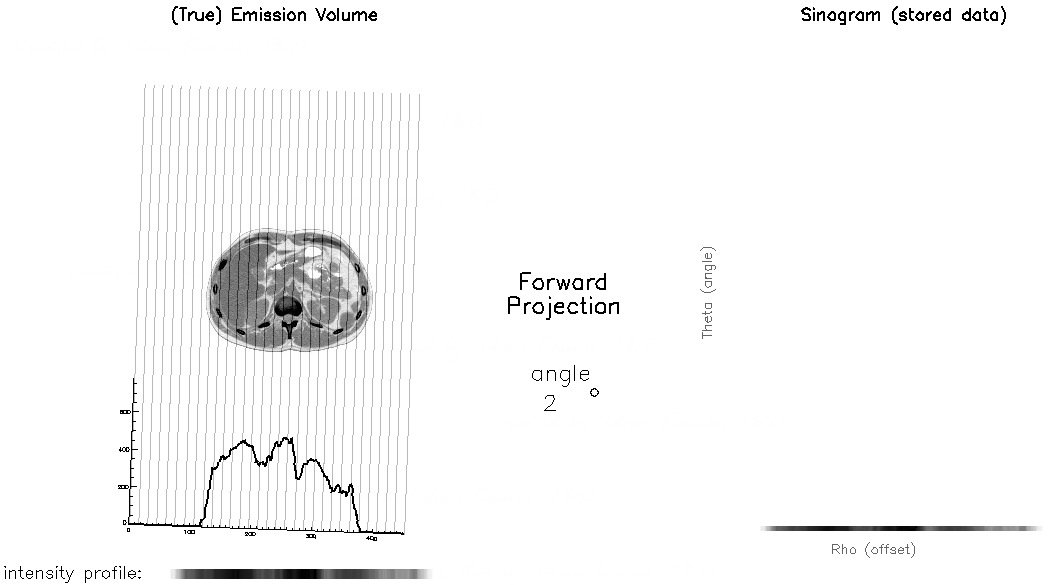 (True) Emission Volume
Sinogram (stored data)
Forward
Projection
Theta (angle)
angle
2 °
600
400
200
0
0 100 200 300 400
Rho (offset)
intensity profile: